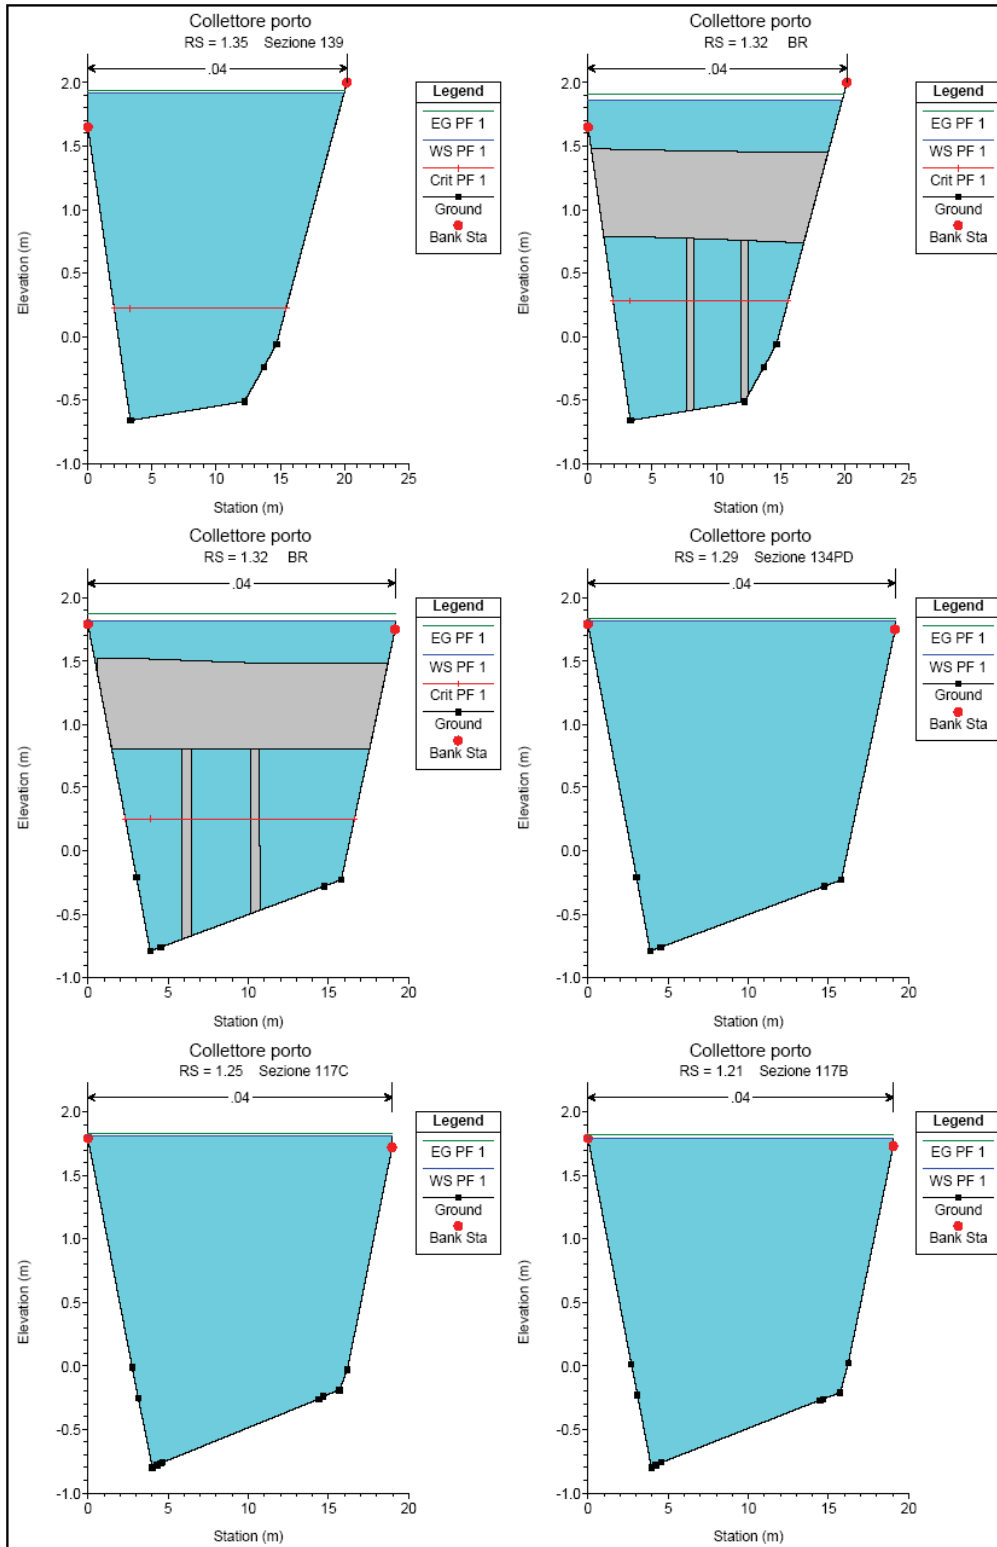 Collettore porto
RS = 1.35 Sezione 139
.04
Legend
EG PF 1
WS PF 1
Crit PF 1
Ground
Bank Sta
Elevation (m)
2.0
1.5
1.0
0.5
0.0
-0.5
-1.0
0 5 10 15 20 25
Station (m)
Collettore porto
RS = 1.32 BR
.04
Legend
EG PF 1
WS PF 1
Crit PF 1
Ground
Bank Sta
Elevation (m)
2.0
1.5
1.0
0.5
0.0
-0.5
-1.0
0 5 10 15 20 25
Station (m)
Collettore porto
RS = 1.32 BR
.04
Legend
EG PF 1
WS PF 1
Crit PF 1
Ground
Bank Sta
Elevation (m)
2.0
1.5
1.0
0.5
0.0
-0.5
-1.0
0 5 10 15 20
Station (m)
Collettore porto
RS = 1.29 Sezione 134PD
.04
Legend
EG PF 1
WS PF 1
Ground
Bank Sta
Elevation (m)
2.0
1.5
1.0
0.5
0.0
-0.5
-1.0
0 5 10 15 20
Station (m)
Collettore porto
RS = 1.25 Sezione 117C
.04
Legend
EG PF 1
WS PF 1
Ground
Bank Sta
Elevation (m)
2.0
1.5
1.0
0.5
0.0
-0.5
-1.0
0 5 10 15 20
Station (m)
Collettore porto
RS = 1.21 Sezione 117B
.04
Legend
EG PF 1
WS PF 1
Ground
Bank Sta
Elevation (m)
2.0
1.5
1.0
0.5
0.0
-0.5
-1.0
0 5 10 15 20
Station (m)